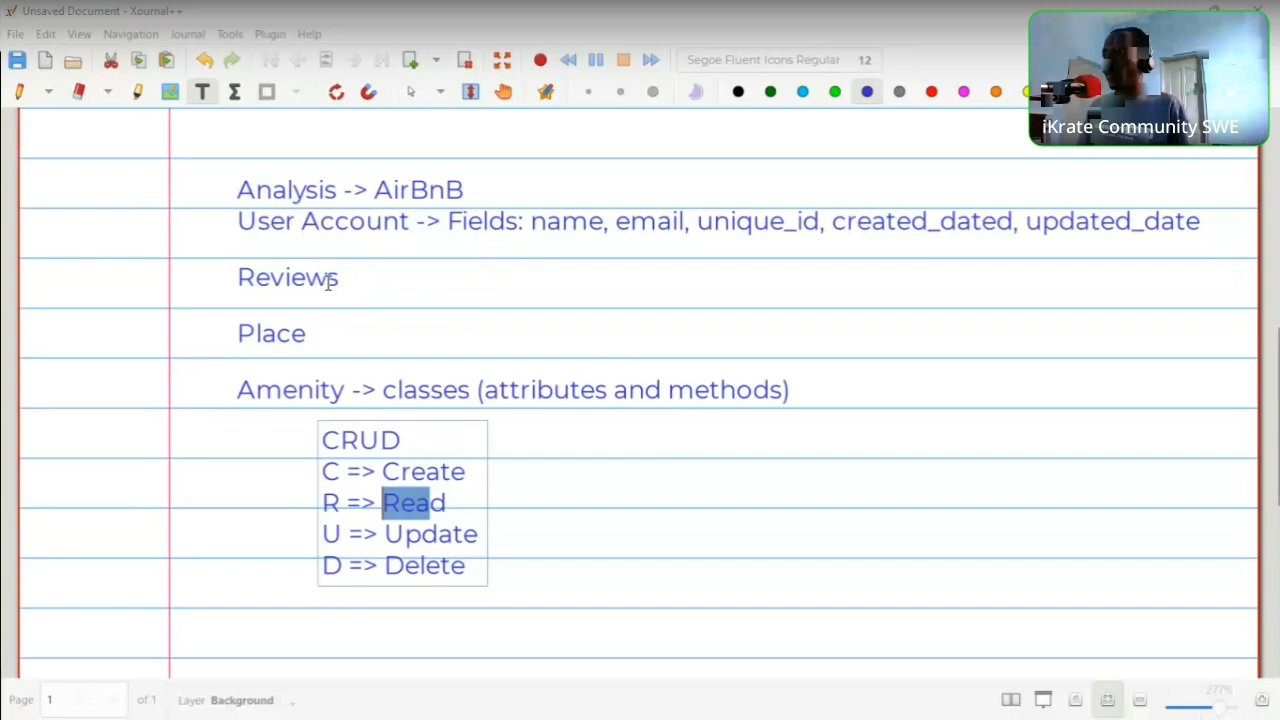 Unsaved Document - Xournal++
File Edit View Navigation Journal Tools Plugin Help
Segoe Fluent Icons Regular 12
iKrate Community SWE
Analysis -> AirBnB
User Account -> Fields: name, email, unique_id, created_dated, updated_date
Reviews
Place
Amenity -> classes (attributes and methods)
CRUD
C => Create
R => Read
U => Update
D => Delete
Page 1 of 1 Layer Background
277%